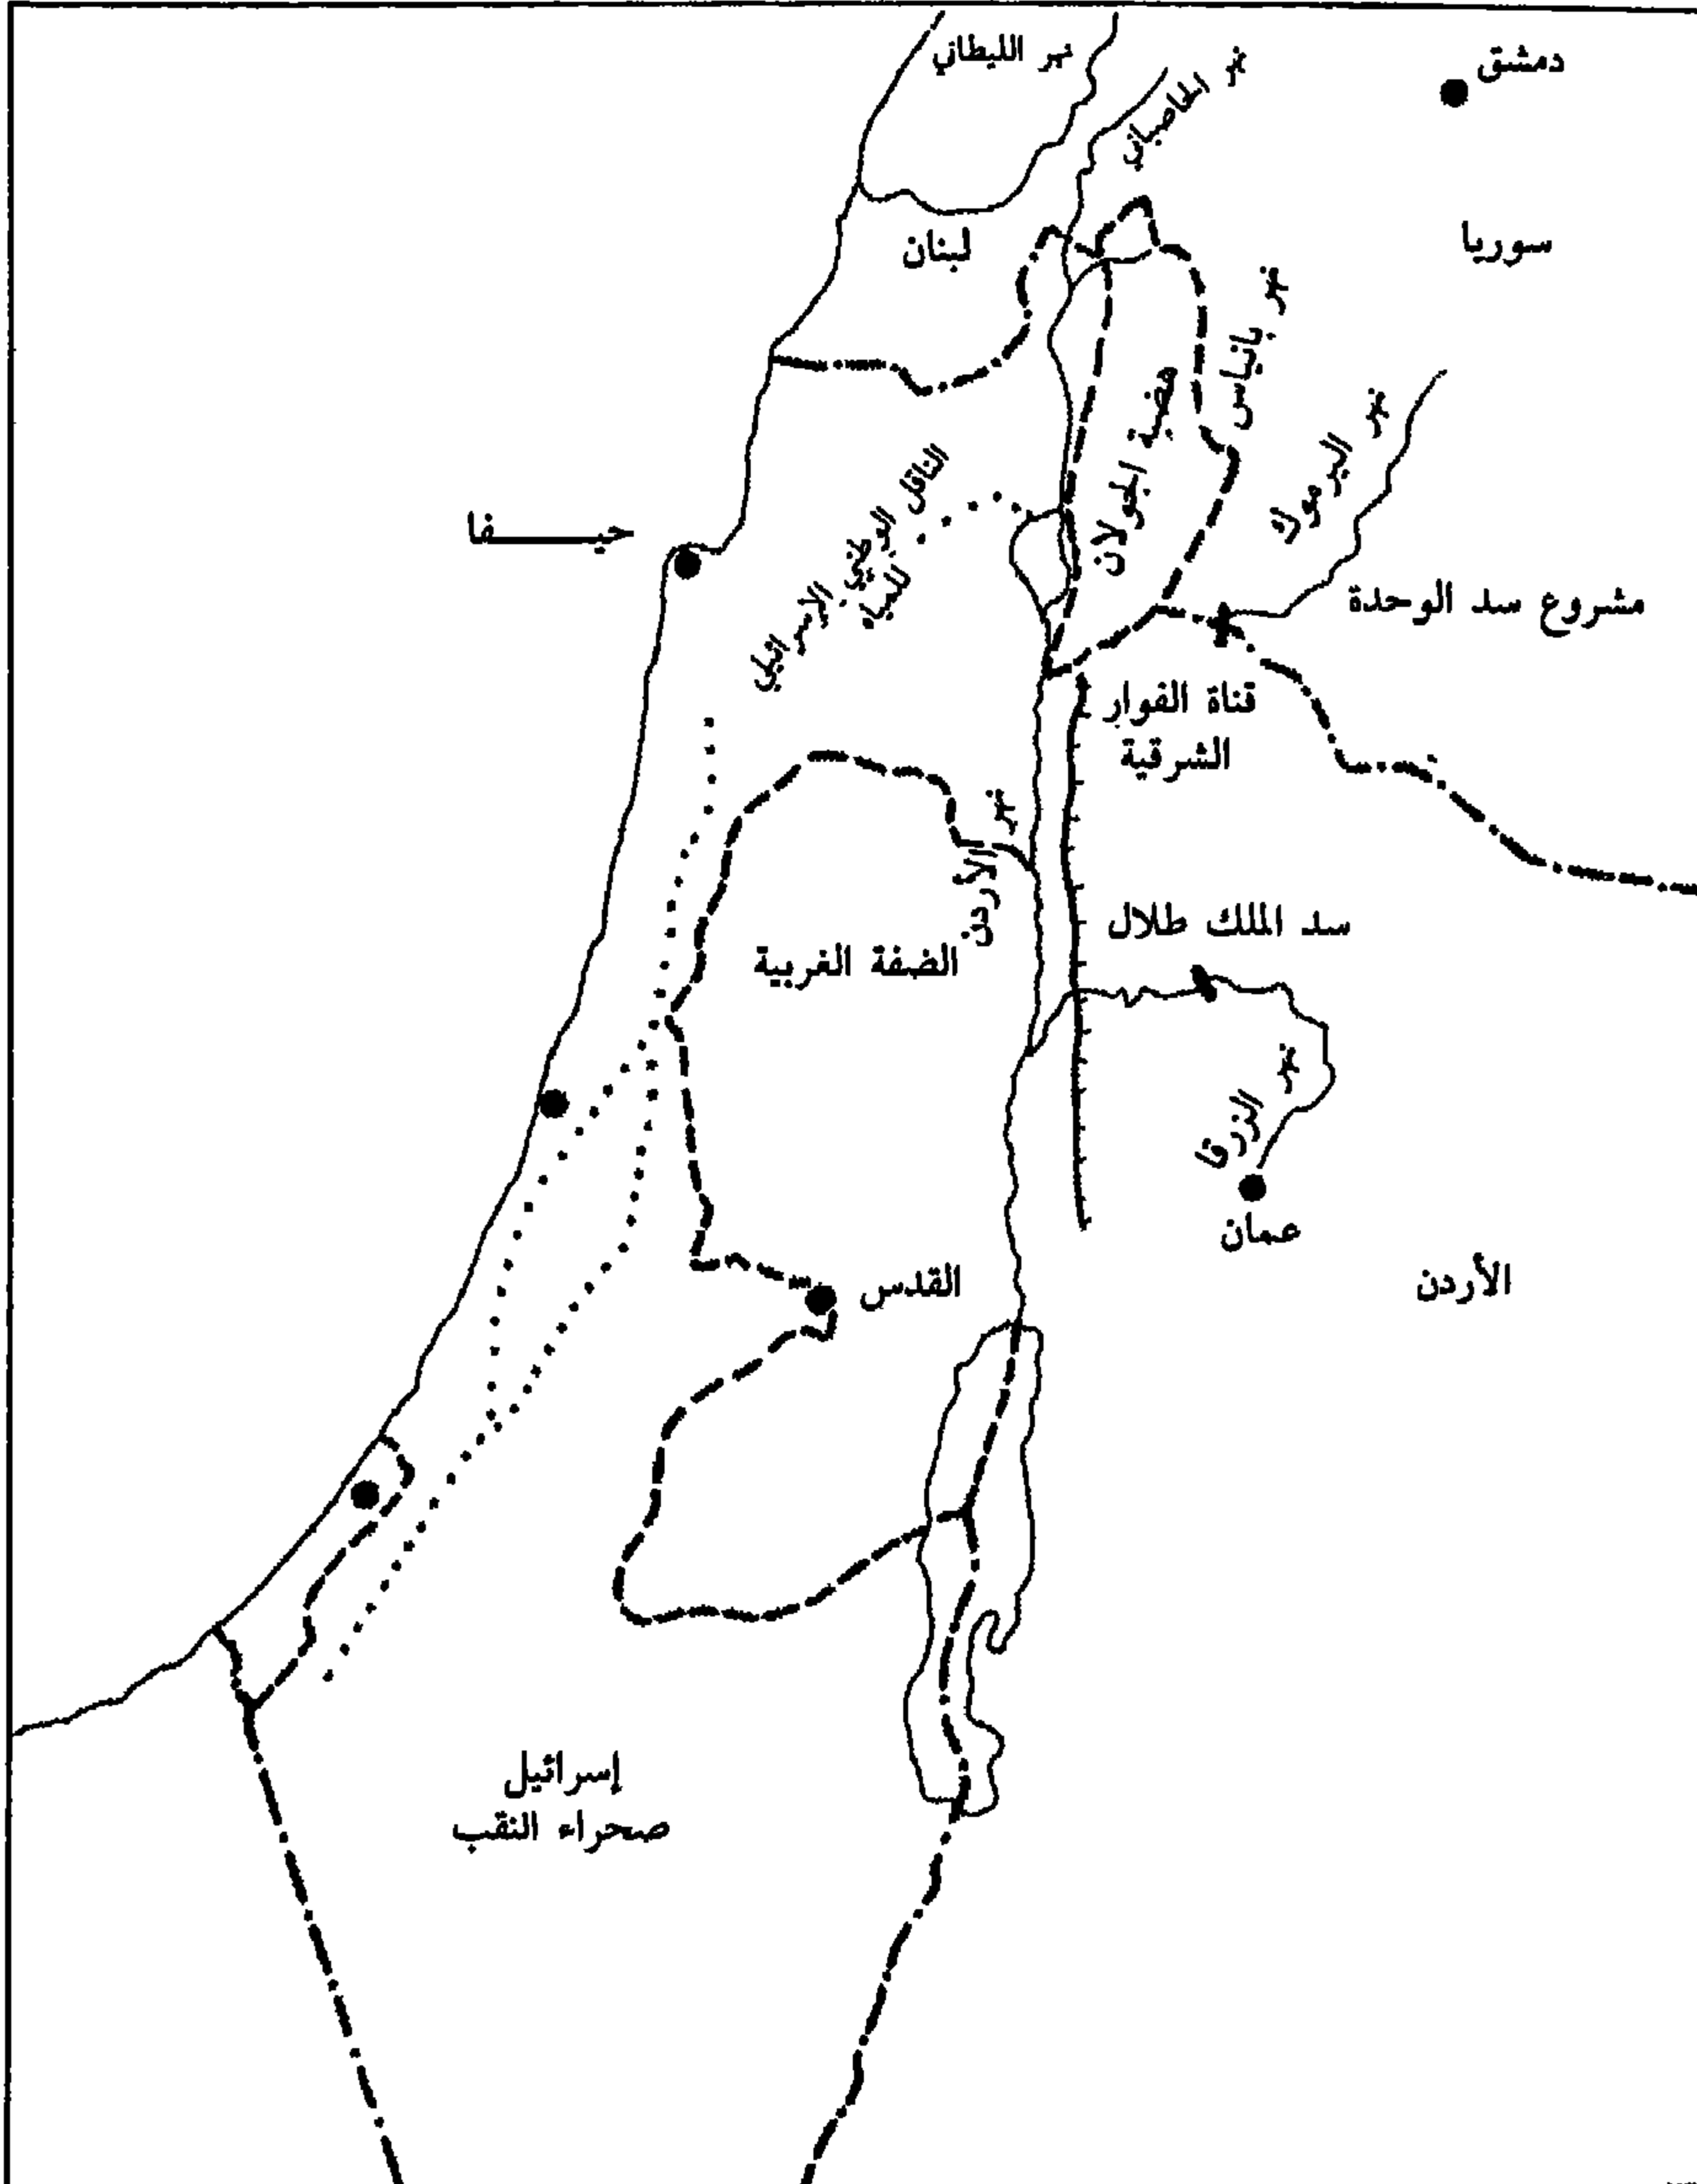 نهر الليطاني
نهر الحاصباني
دمشق
لبنان
سوريا
نهر بانياس
هضبة الجولان
نهر اليرموك
الناقل الوطني الإسرائيلي
للمياه
حيفا
مشروع سد الوحدة
قناة الغوار
الشرقية
نهر الأردن
سد الملك طلال
الضفة الغربية
نهر الزرقا
عمان
القدس
الأردن
إسرائيل
صحراء النقب